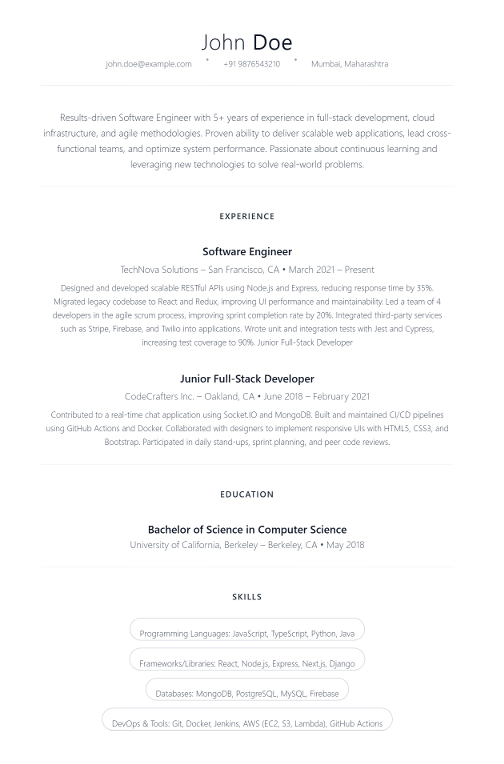 John Doe
john.doe@example.com • +91 9876543210 • Mumbai, Maharashtra
Results-driven Software Engineer with 5+ years of experience in full-stack development, cloud
infrastructure, and agile methodologies. Proven ability to deliver scalable web applications, lead cross-
functional teams, and optimize system performance. Passionate about continuous learning and
leveraging new technologies to solve real-world problems.
EXPERIENCE
Software Engineer
TechNova Solutions – San Francisco, CA • March 2021 – Present
Designed and developed scalable RESTful APIs using Node.js and Express, reducing response time by 35%.
Migrated legacy codebase to React and Redux, improving UI performance and maintainability. Led a team of 4
developers in the agile scrum process, improving sprint completion rate by 20%. Integrated third-party services
such as Stripe, Firebase, and Twilio into applications. Wrote unit and integration tests with Jest and Cypress,
increasing test coverage to 90%. Junior Full-Stack Developer
Junior Full-Stack Developer
CodeCrafters Inc. – Oakland, CA • June 2018 – February 2021
Contributed to a real-time chat application using Socket.IO and MongoDB. Built and maintained CI/CD pipelines
using GitHub Actions and Docker. Collaborated with designers to implement responsive UIs with HTML5, CSS3, and
Bootstrap. Participated in daily stand-ups, sprint planning, and peer code reviews.
EDUCATION
Bachelor of Science in Computer Science
University of California, Berkeley – Berkeley, CA • May 2018
SKILLS
Programming Languages: JavaScript, TypeScript, Python, Java
Frameworks/Libraries: React, Node.js, Express, Next.js, Django
Databases: MongoDB, PostgreSQL, MySQL, Firebase
DevOps & Tools: Git, Docker, Jenkins, AWS (EC2, S3, Lambda), GitHub Actions